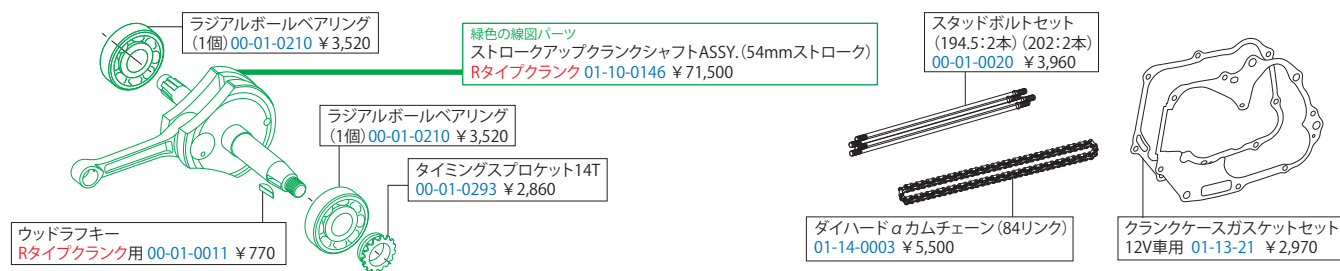 ラジアルボールベアリング
(1個) 00-01-0210 ¥3,520
緑色の線図パーツ
ストロークアップクランクシャフトASSY.(54mmストローク)
Rタイプクランク 01-10-0146 ¥71,500
スタッドボルトセット
(194.5:2本) (202:2本)
00-01-0020 ¥3,960
ラジアルボールベアリング
(1個) 00-01-0210 ¥3,520
タイミングスプロケット14T
00-01-0293 ¥2,860
ウッドラフキー
Rタイプクランク用 00-01-0011 ¥770
ダイハードαカムチェーン(84リンク)
01-14-0003 ¥5,500
クランクケースガスケットセット
12V車用 01-13-21 ¥2,970